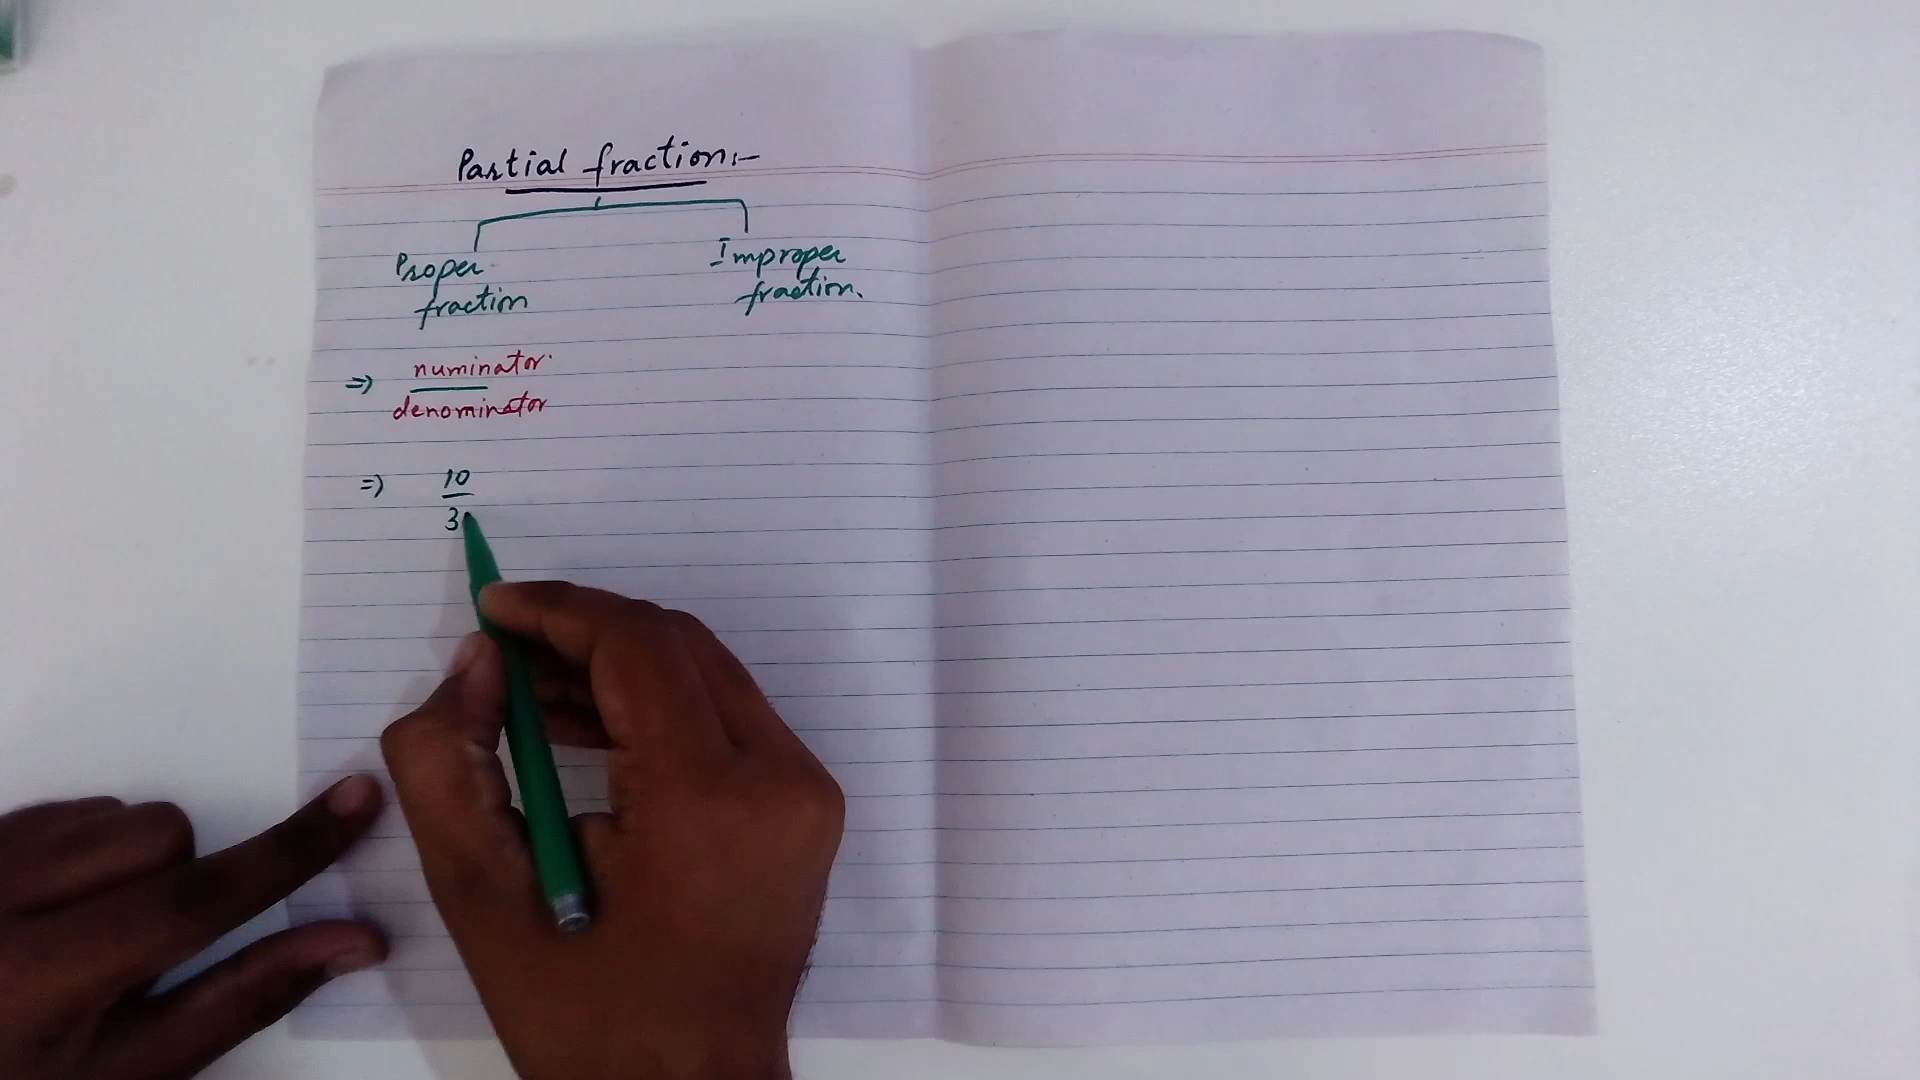 Partial fraction:-
Proper fraction
Improper fraction.
=> numinator
denominator
=> 10
3